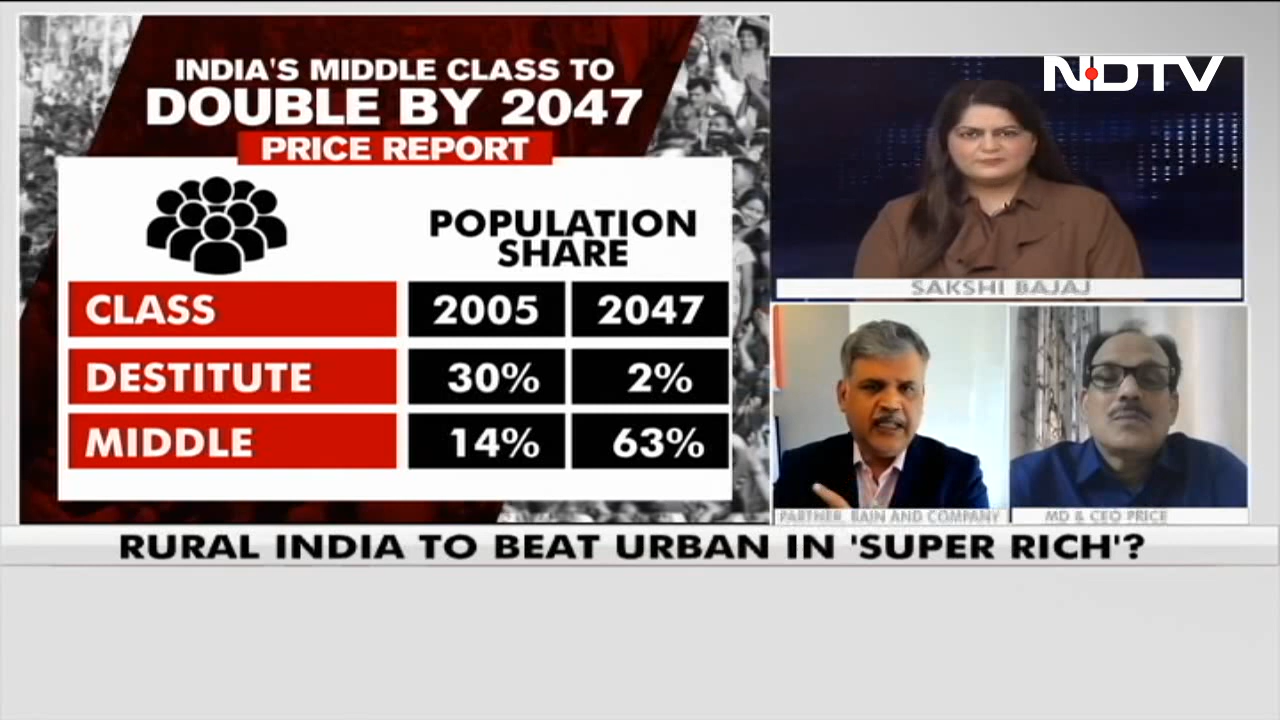 INDIA'S MIDDLE CLASS TO
DOUBLE BY 2047
PRICE REPORT
POPULATION
SHARE
CLASS 2005 2047
DESTITUTE 30% 2%
MIDDLE 14% 63%
NDTV
SAKSHI BAJAJ
PARTNER, BAIN AND COMPANY
MD & CEO PRICE
RURAL INDIA TO BEAT URBAN IN 'SUPER RICH'?